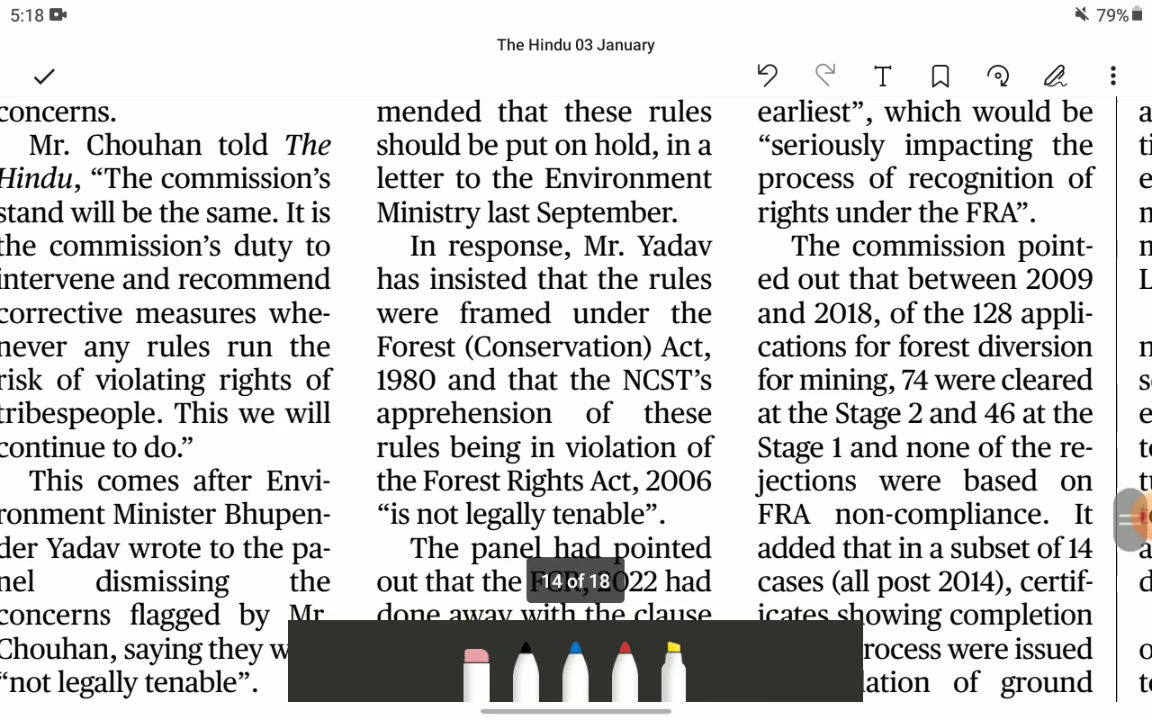 5:18
79%
The Hindu 03 January
T
concerns.
Mr. Chouhan told The
Hindu, “The commission’s
stand will be the same. It is
the commission’s duty to
intervene and recommend
corrective measures whe-
never any rules run the
risk of violating rights of
tribespeople. This we will
continue to do.”
This comes after Envi-
ronment Minister Bhupen-
der Yadav wrote to the pa-
nel dismissing the
concerns flagged by Mr.
Chouhan, saying they w
“not legally tenable”.
mended that these rules
should be put on hold, in a
letter to the Environment
Ministry last September.
In response, Mr. Yadav
has insisted that the rules
were framed under the
Forest (Conservation) Act,
1980 and that the NCST’s
apprehension of these
rules being in violation of
the Forest Rights Act, 2006
“is not legally tenable”.
The panel had pointed
out that the FCR, 2022 had
done away with the clause
14 of 18
earliest”, which would be
“seriously impacting the
process of recognition of
rights under the FRA”.
The commission point-
ed out that between 2009
and 2018, of the 128 appli-
cations for forest diversion
for mining, 74 were cleared
at the Stage 2 and 46 at the
Stage 1 and none of the re-
jections were based on
FRA non-compliance. It
added that in a subset of 14
cases (all post 2014), certif-
icates showing completion
rocess were issued
lation of ground